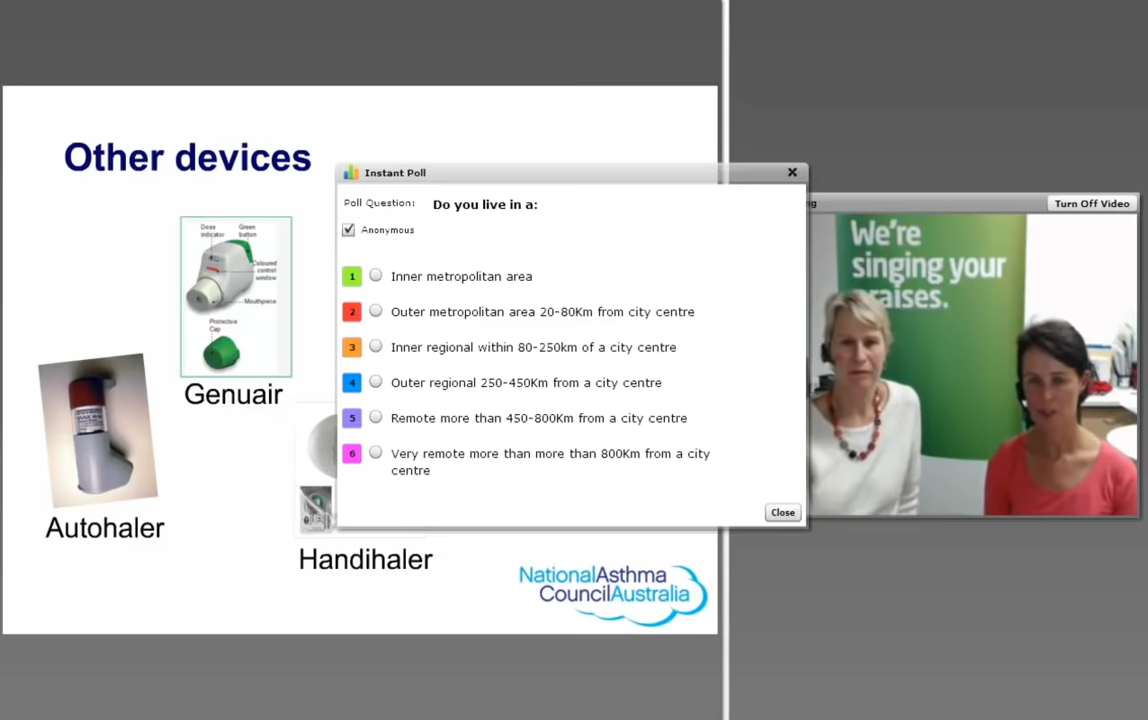 Other devices
Dose
indicator
Green
button
Coloured
control
window
Mouthpiece
Protective
Cap
Genuair
Autohaler
Handihaler
NationalAsthma
CouncilAustralia
Instant Poll
Poll Question:
Do you live in a:
Anonymous
1 Inner metropolitan area
2 Outer metropolitan area 20-80Km from city centre
3 Inner regional within 80-250km of a city centre
4 Outer regional 250-450Km from a city centre
5 Remote more than 450-800Km from a city centre
6 Very remote more than more than 800Km from a city
centre
Close
ng
Turn Off Video
We're
singing your
praises.